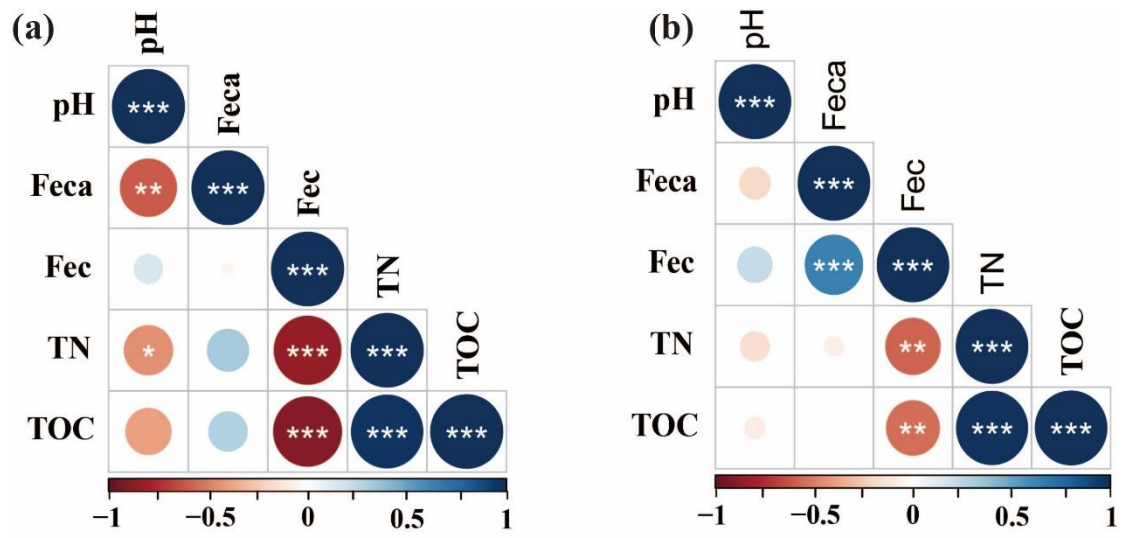 (a)
pH
Feca
Fec
TN
TOC
pH ***
Feca ** ***
Fec ***
TN * *** ***
TOC *** *** ***
−1 −0.5 0 0.5 1
(b)
pH
Feca
Fec
TN
TOC
pH ***
Feca ***
Fec *** ***
TN ** ***
TOC ** *** ***
−1 −0.5 0 0.5 1